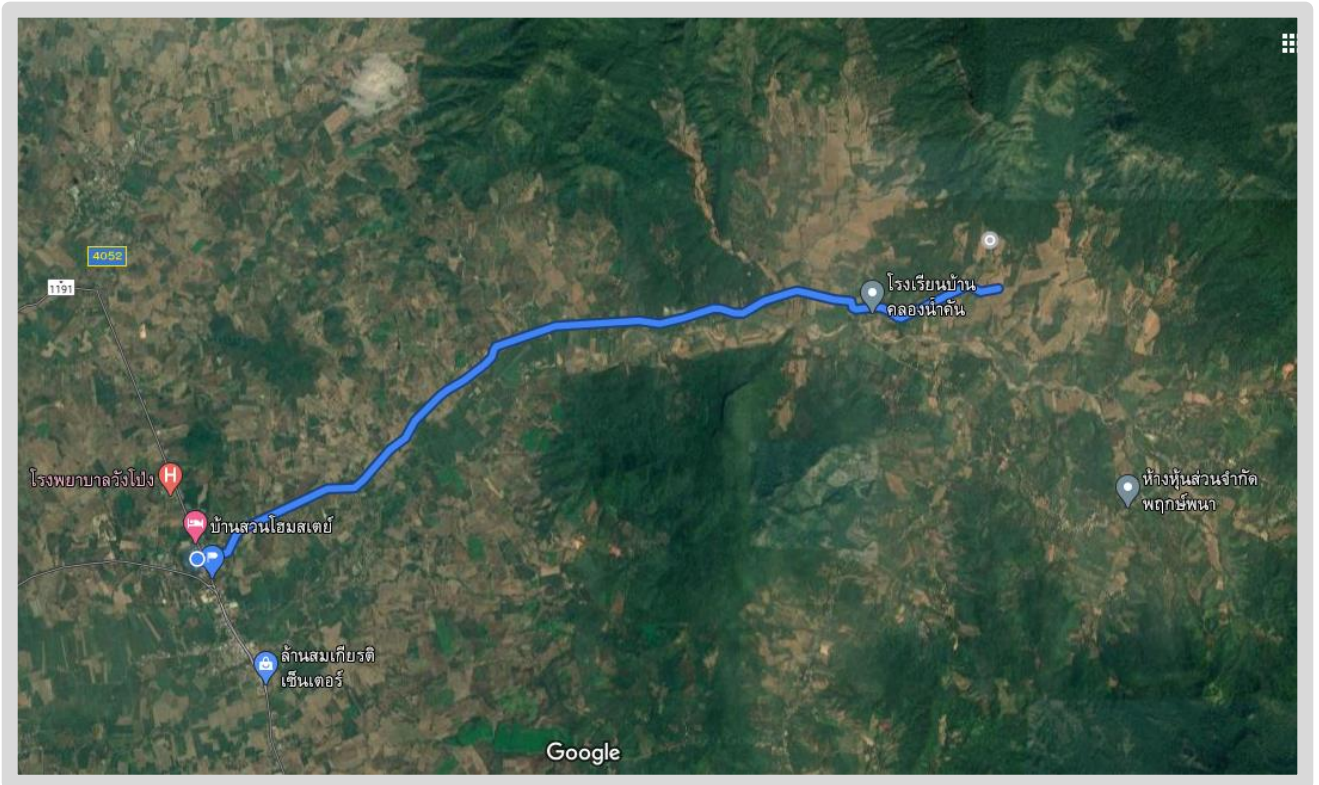 4052
1191
โรงเรียนบ้าน
คลองน้ำคัน
โรงพยาบาลวังโป่ง
ห้างหุ้นส่วนจำกัด
พฤกษ์พนา
บ้านสวนโฮมสเตย์
P
ล้านสมเกียรติ
เซ็นเตอร์
Google